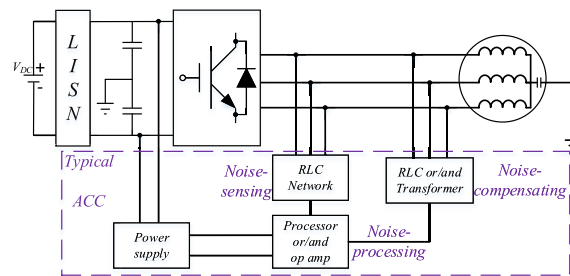 V_DC
+
-
L
I
S
N
Typical
ACC
Noise-
sensing
RLC
Network
RLC or/and
Transformer
Noise-
compensating
Power
supply
Processor
or/and
op amp
Noise-
processing